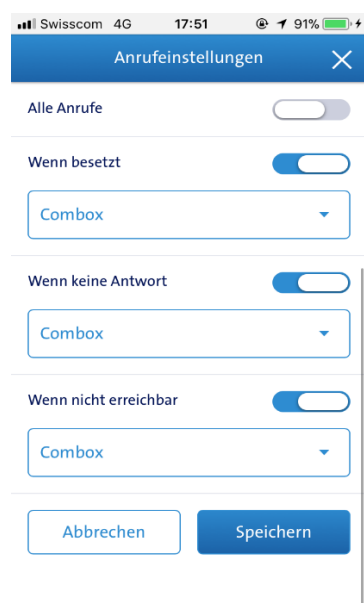 Swisscom 4G 17:51 91%
Anrufeinstellungen
Alle Anrufe
Wenn besetzt
Combox
Wenn keine Antwort
Combox
Wenn nicht erreichbar
Combox
Abbrechen Speichern